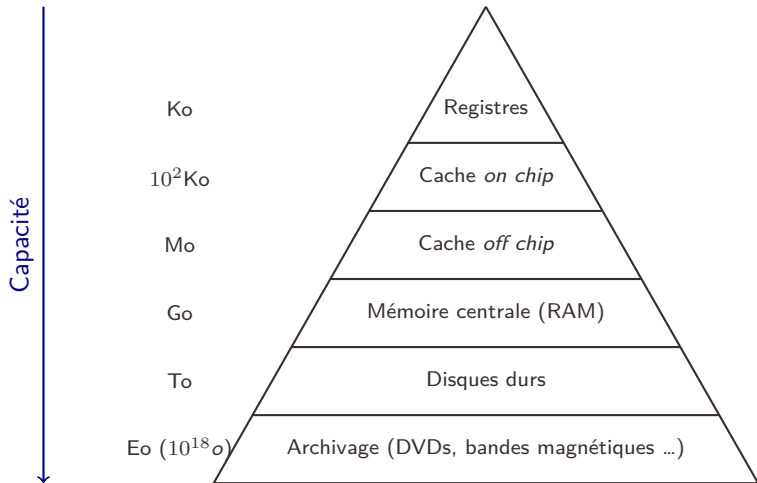 Capacité
Ko
Registres
10²Ko
Cache on chip
Mo
Cache off chip
Go
Mémoire centrale (RAM)
To
Disques durs
Eo (10¹⁸o)
Archivage (DVDs, bandes magnétiques ...)